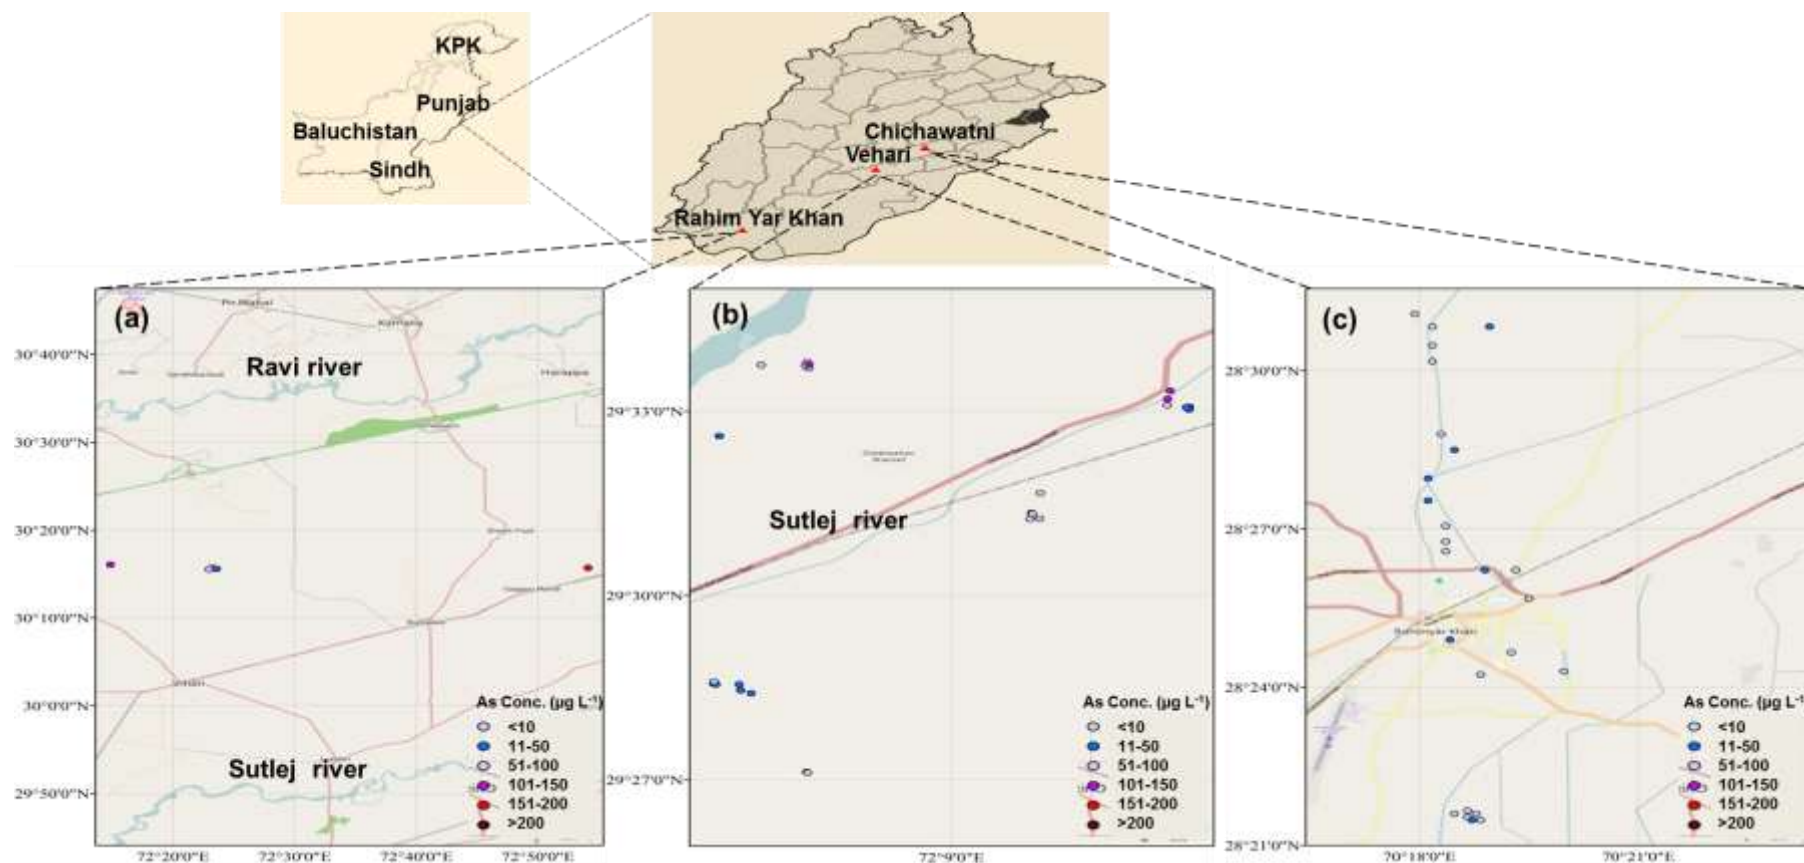 KPK
Punjab
Baluchistan
Sindh
Chichawatni
Vehari
Rahim Yar Khan
(a)
Ravi river
Sutlej river
30°40'0"N
30°30'0"N
30°20'0"N
30°10'0"N
30°0'0"N
29°50'0"N
72°20'0"E
72°30'0"E
72°40'0"E
72°50'0"E
As Conc. (µg L⁻¹)
<10
11-50
51-100
101-150
151-200
>200
(b)
Sutlej river
29°33'0"N
29°30'0"N
29°27'0"N
72°9'0"E
As Conc. (µg L⁻¹)
<10
11-50
51-100
101-150
151-200
>200
(c)
28°30'0"N
28°27'0"N
28°24'0"N
28°21'0"N
70°18'0"E
70°21'0"E
As Conc. (µg L⁻¹)
<10
11-50
51-100
101-150
151-200
>200